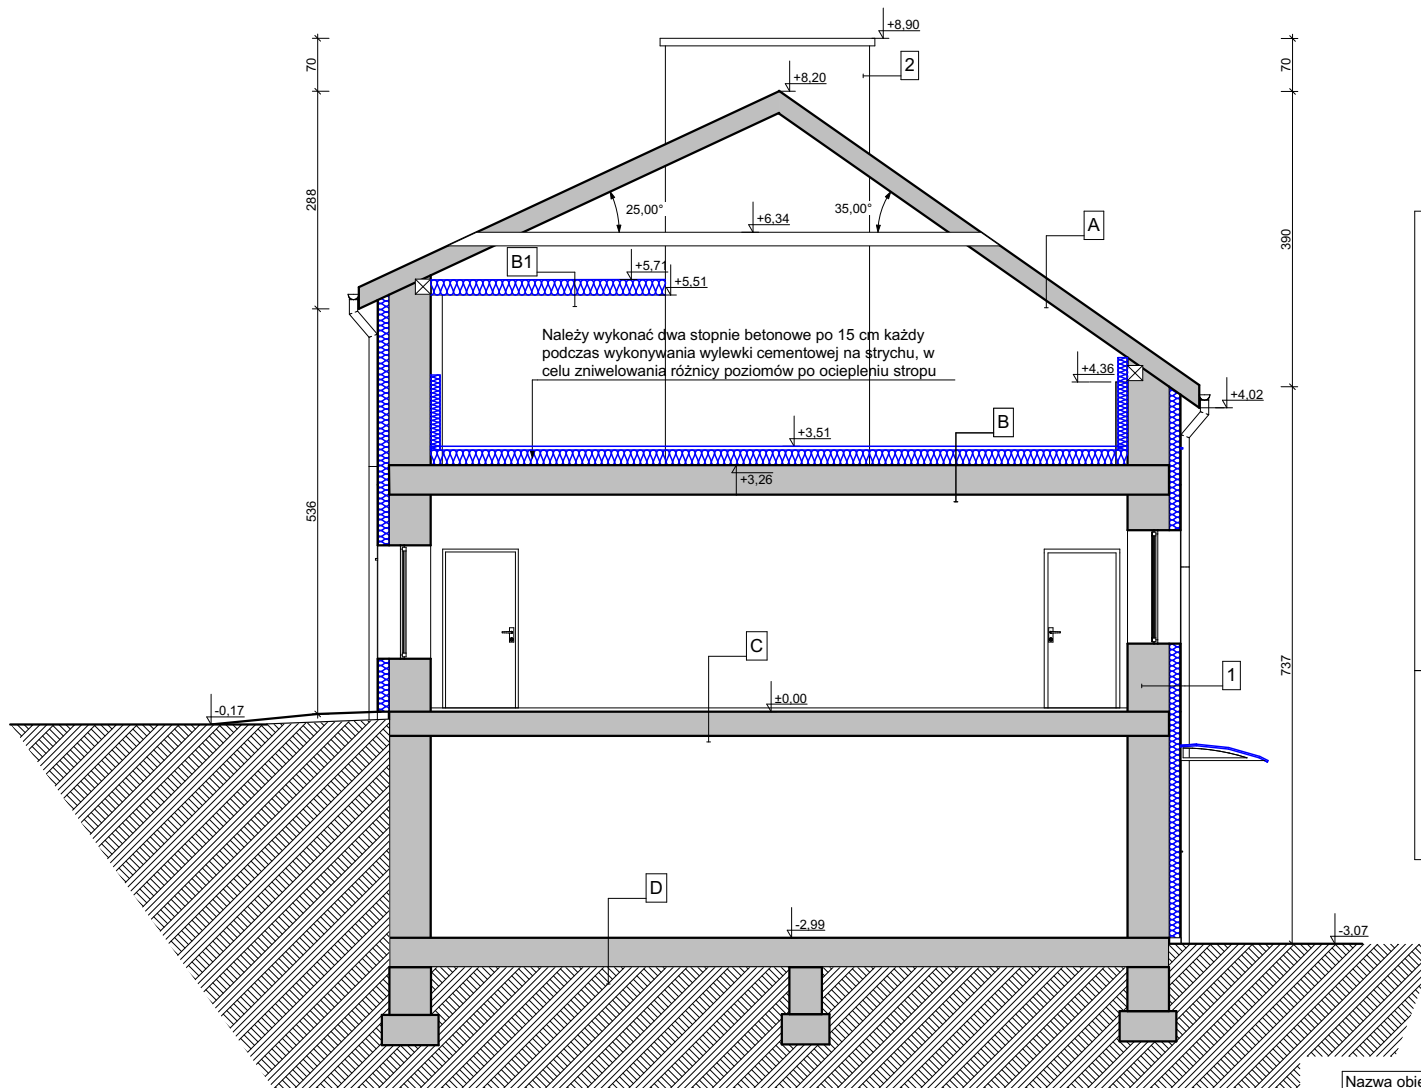 +8,90
70
2
70
+8,20
288
25,00°
35,00°
+6,34
A
390
B1
+5,71
+5,51
Należy wykonać dwa stopnie betonowe po 15 cm każdy
podczas wykonywania wylewki cementowej na strychu, w
celu zniwelowania różnicy poziomów po ociepleniu stropu
+4,36
+4,02
B
+3,51
+3,26
536
C
737
1
±0,00
-0,17
D
-2,99
-3,07
Nazwa obie